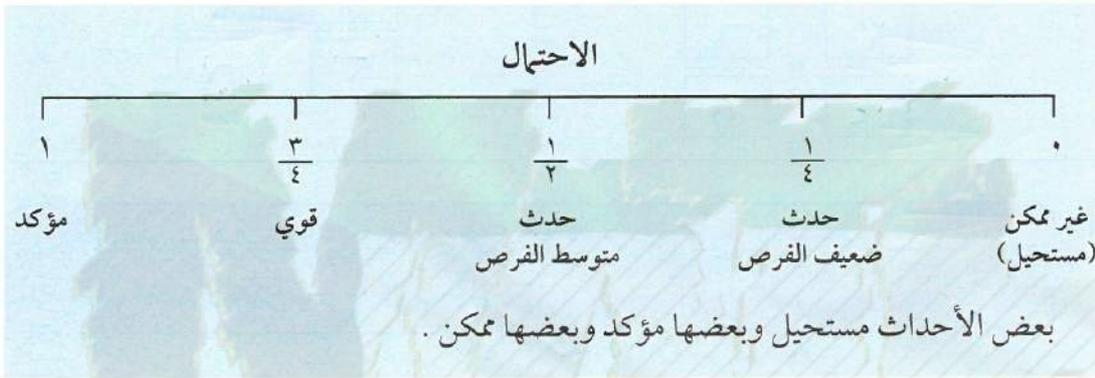 الاحتمال
٠ ١/٤ ١/٢ ٣/٤ ١
غير ممكن حدث حدث قوي مؤكد
(مستحيل) ضعيف الفرص متوسط الفرص
بعض الأحداث مستحيل وبعضها مؤكد وبعضها ممكن .